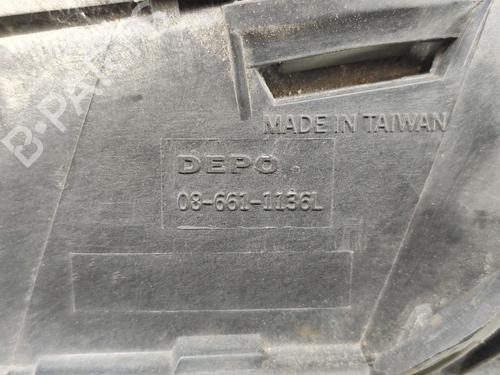 B-PARTS
MADE IN TAIWAN
DEPO
08-661-1136L